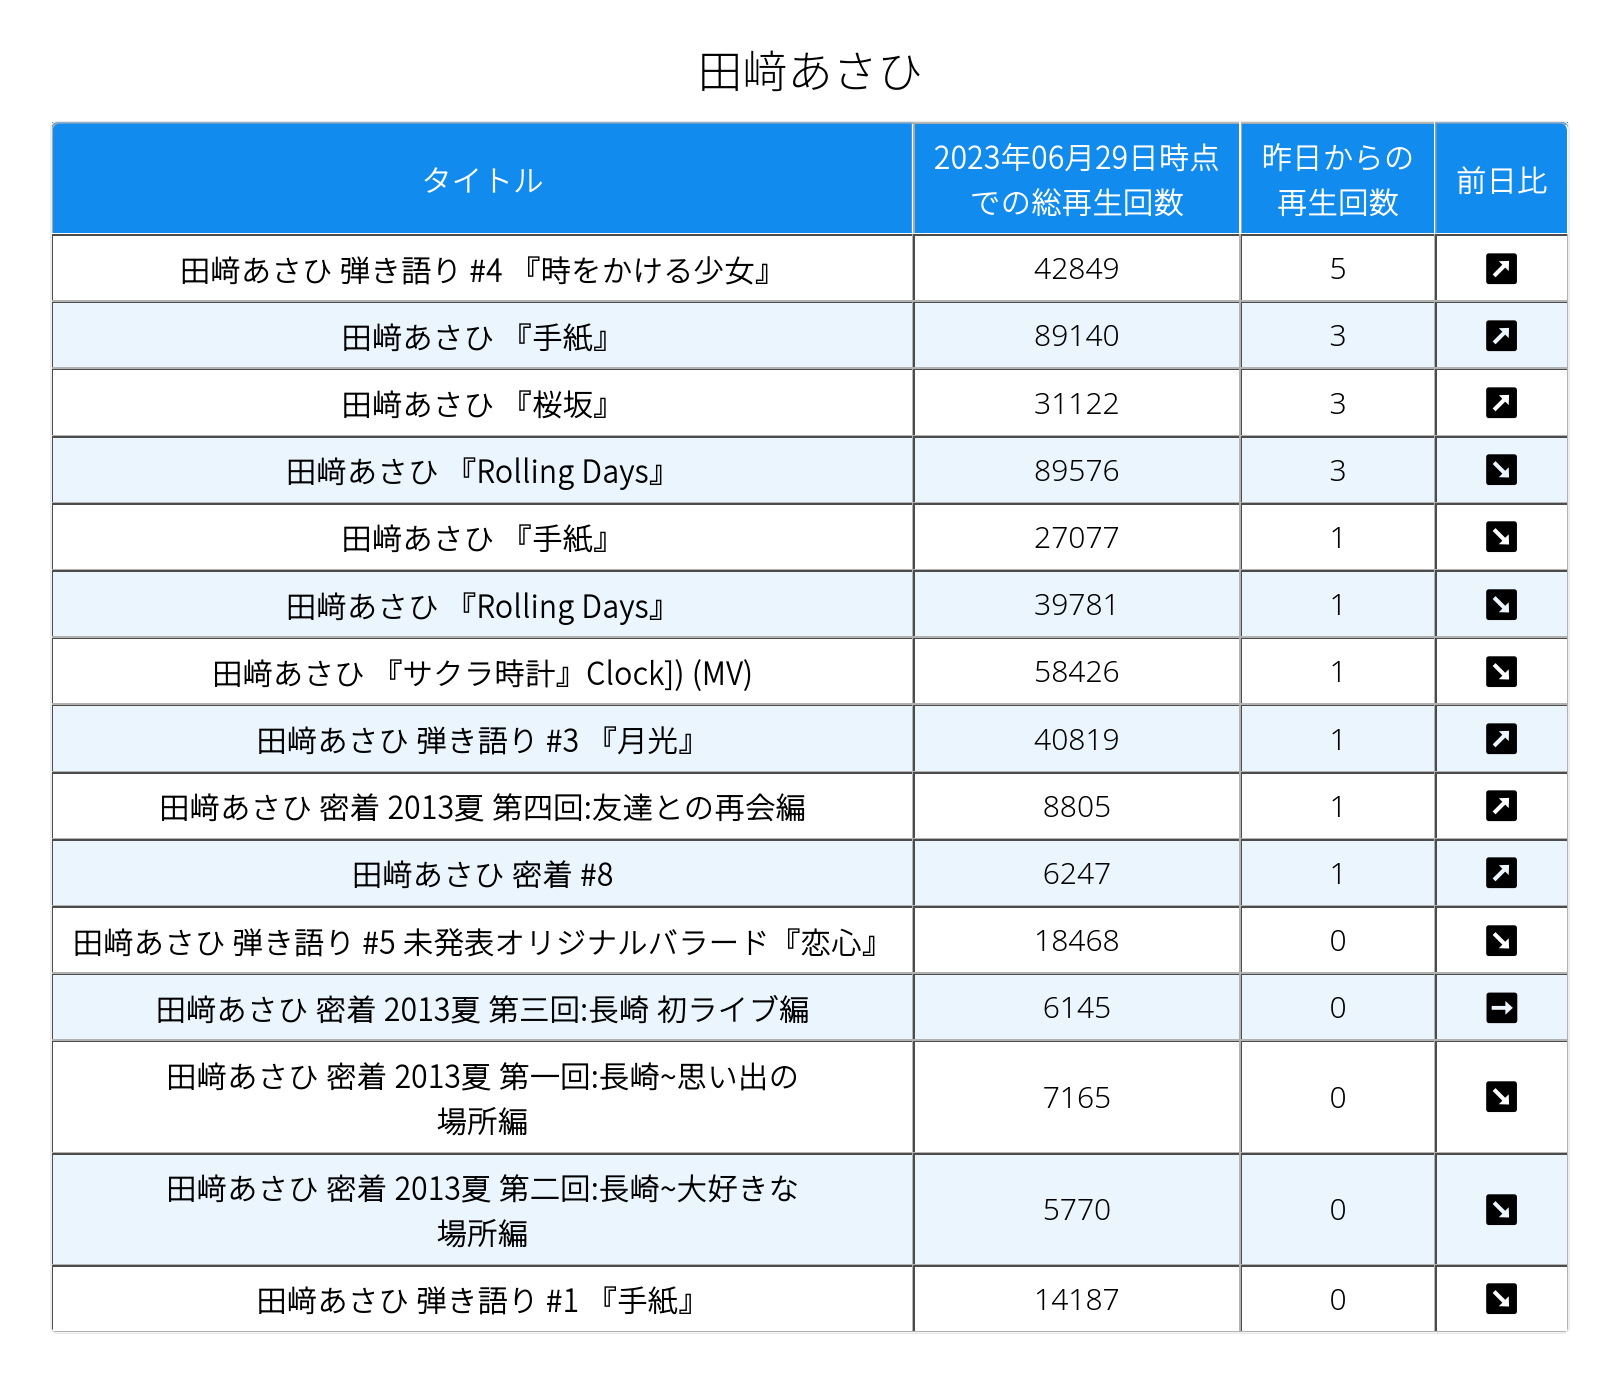 田﨑あさひ
タイトル
2023年06月29日時点
での総再生回数
昨日からの
再生回数
前日比
田﨑あさひ 弾き語り #4 『時をかける少女』 42849 5 ↗
田﨑あさひ 『手紙』 89140 3 ↗
田﨑あさひ 『桜坂』 31122 3 ↗
田﨑あさひ 『Rolling Days』 89576 3 ↘
田﨑あさひ 『手紙』 27077 1 ↘
田﨑あさひ 『Rolling Days』 39781 1 ↘
田﨑あさひ 『サクラ時計』Clock]) (MV) 58426 1 ↘
田﨑あさひ 弾き語り #3 『月光』 40819 1 ↗
田﨑あさひ 密着 2013夏 第四回:友達との再会編 8805 1 ↗
田﨑あさひ 密着 #8 6247 1 ↗
田﨑あさひ 弾き語り #5 未発表オリジナルバラード『恋心』 18468 0 ↘
田﨑あさひ 密着 2013夏 第三回:長崎 初ライブ編 6145 0 →
田﨑あさひ 密着 2013夏 第一回:長崎~思い出の
場所編 7165 0 ↘
田﨑あさひ 密着 2013夏 第二回:長崎~大好きな
場所編 5770 0 ↘
田﨑あさひ 弾き語り #1 『手紙』 14187 0 ↘